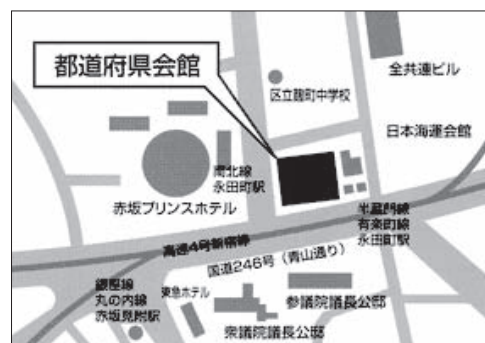 都道府県会館
全共連ビル
区立麹町中学校
日本海運会館
南北線
永田町駅
赤坂プリンスホテル
半蔵門線
有楽町線
永田町駅
高速4号新宿線
国道246号（青山通り）
銀座線
丸の内線
赤坂見附駅
東急ホテル
参議院議長公邸
衆議院議長公邸